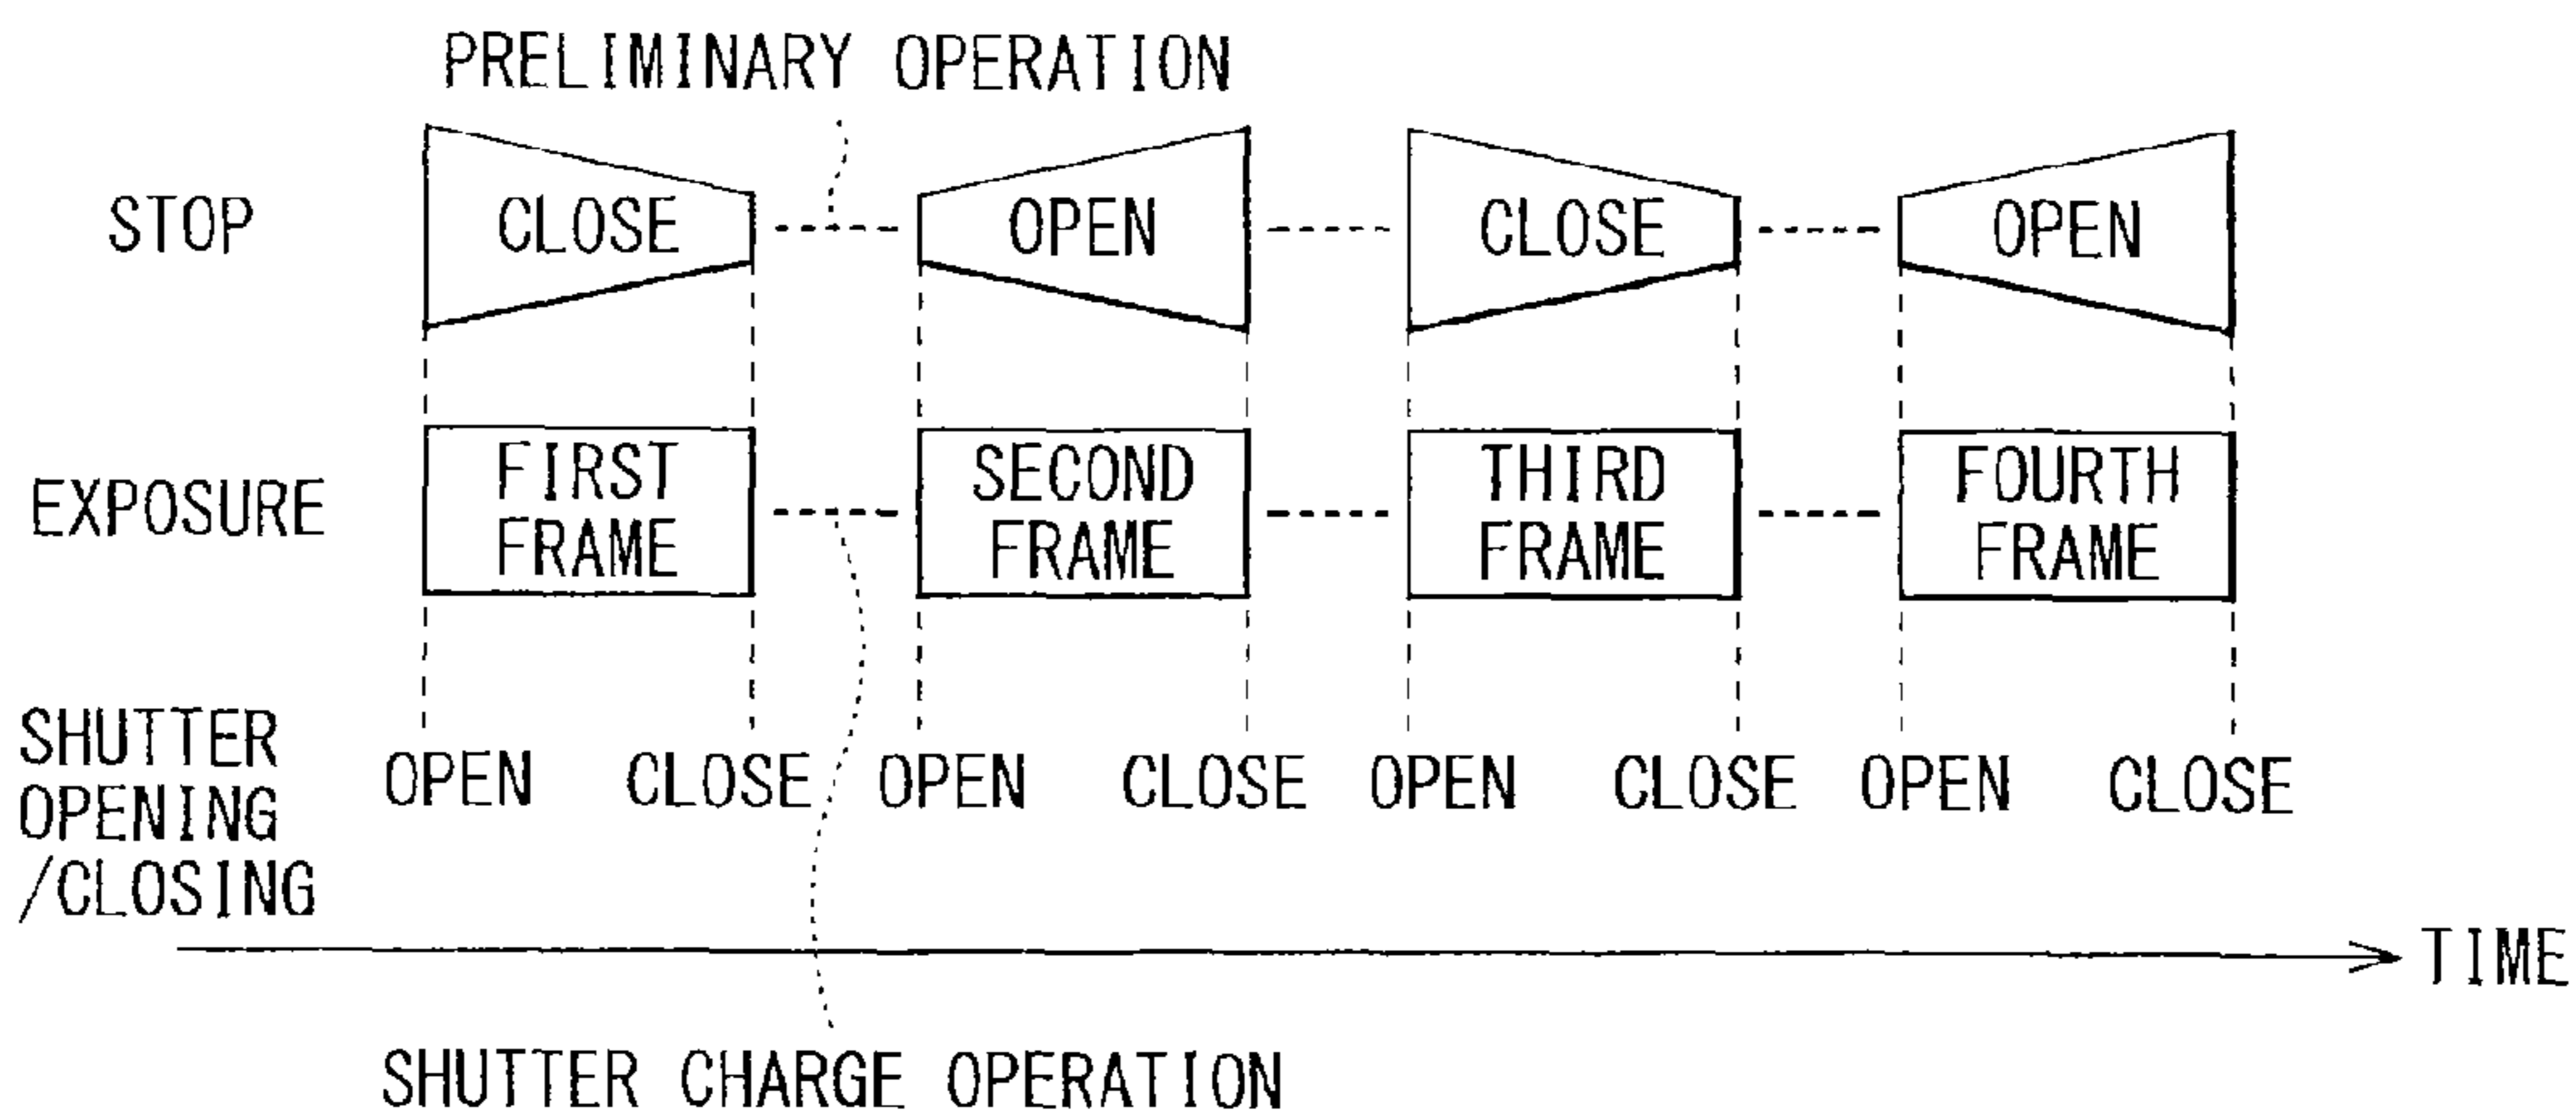 PRELIMINARY OPERATION
STOP
CLOSE
OPEN
CLOSE
OPEN
EXPOSURE
FIRST
FRAME
SECOND
FRAME
THIRD
FRAME
FOURTH
FRAME
SHUTTER
OPENING
/CLOSING
OPEN
CLOSE
OPEN
CLOSE
OPEN
CLOSE
OPEN
CLOSE
TIME
SHUTTER CHARGE OPERATION